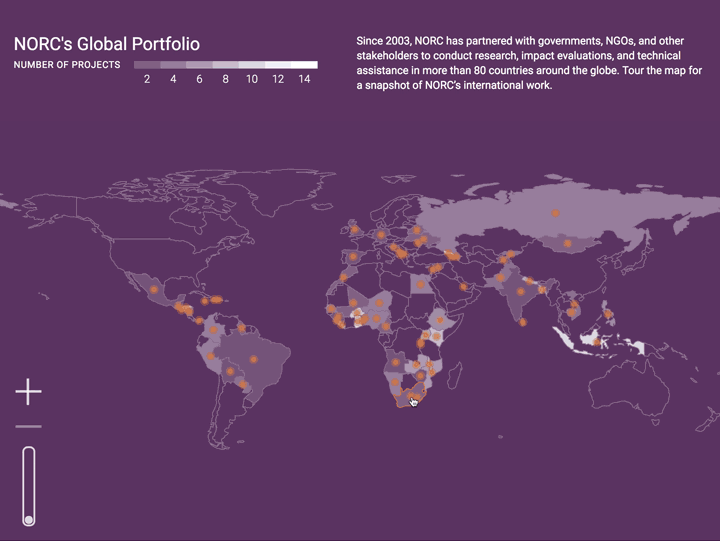 NORC's Global Portfolio
NUMBER OF PROJECTS
2 4 6 8 10 12 14
Since 2003, NORC has partnered with governments, NGOs, and other
stakeholders to conduct research, impact evaluations, and technical
assistance in more than 80 countries around the globe. Tour the map for
a snapshot of NORC's international work.